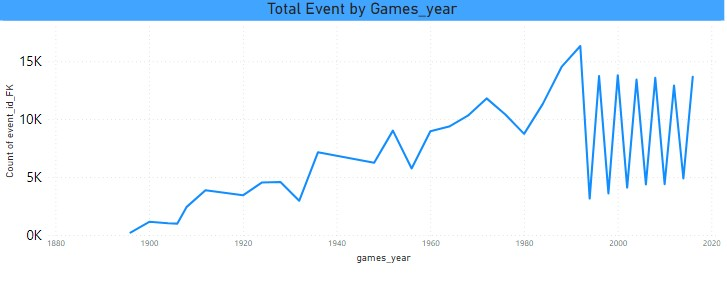 Total Event by Games_year
Count of event_id_FK
15K
10K
5K
0K
1880 1900 1920 1940 1960 1980 2000 2020
games_year